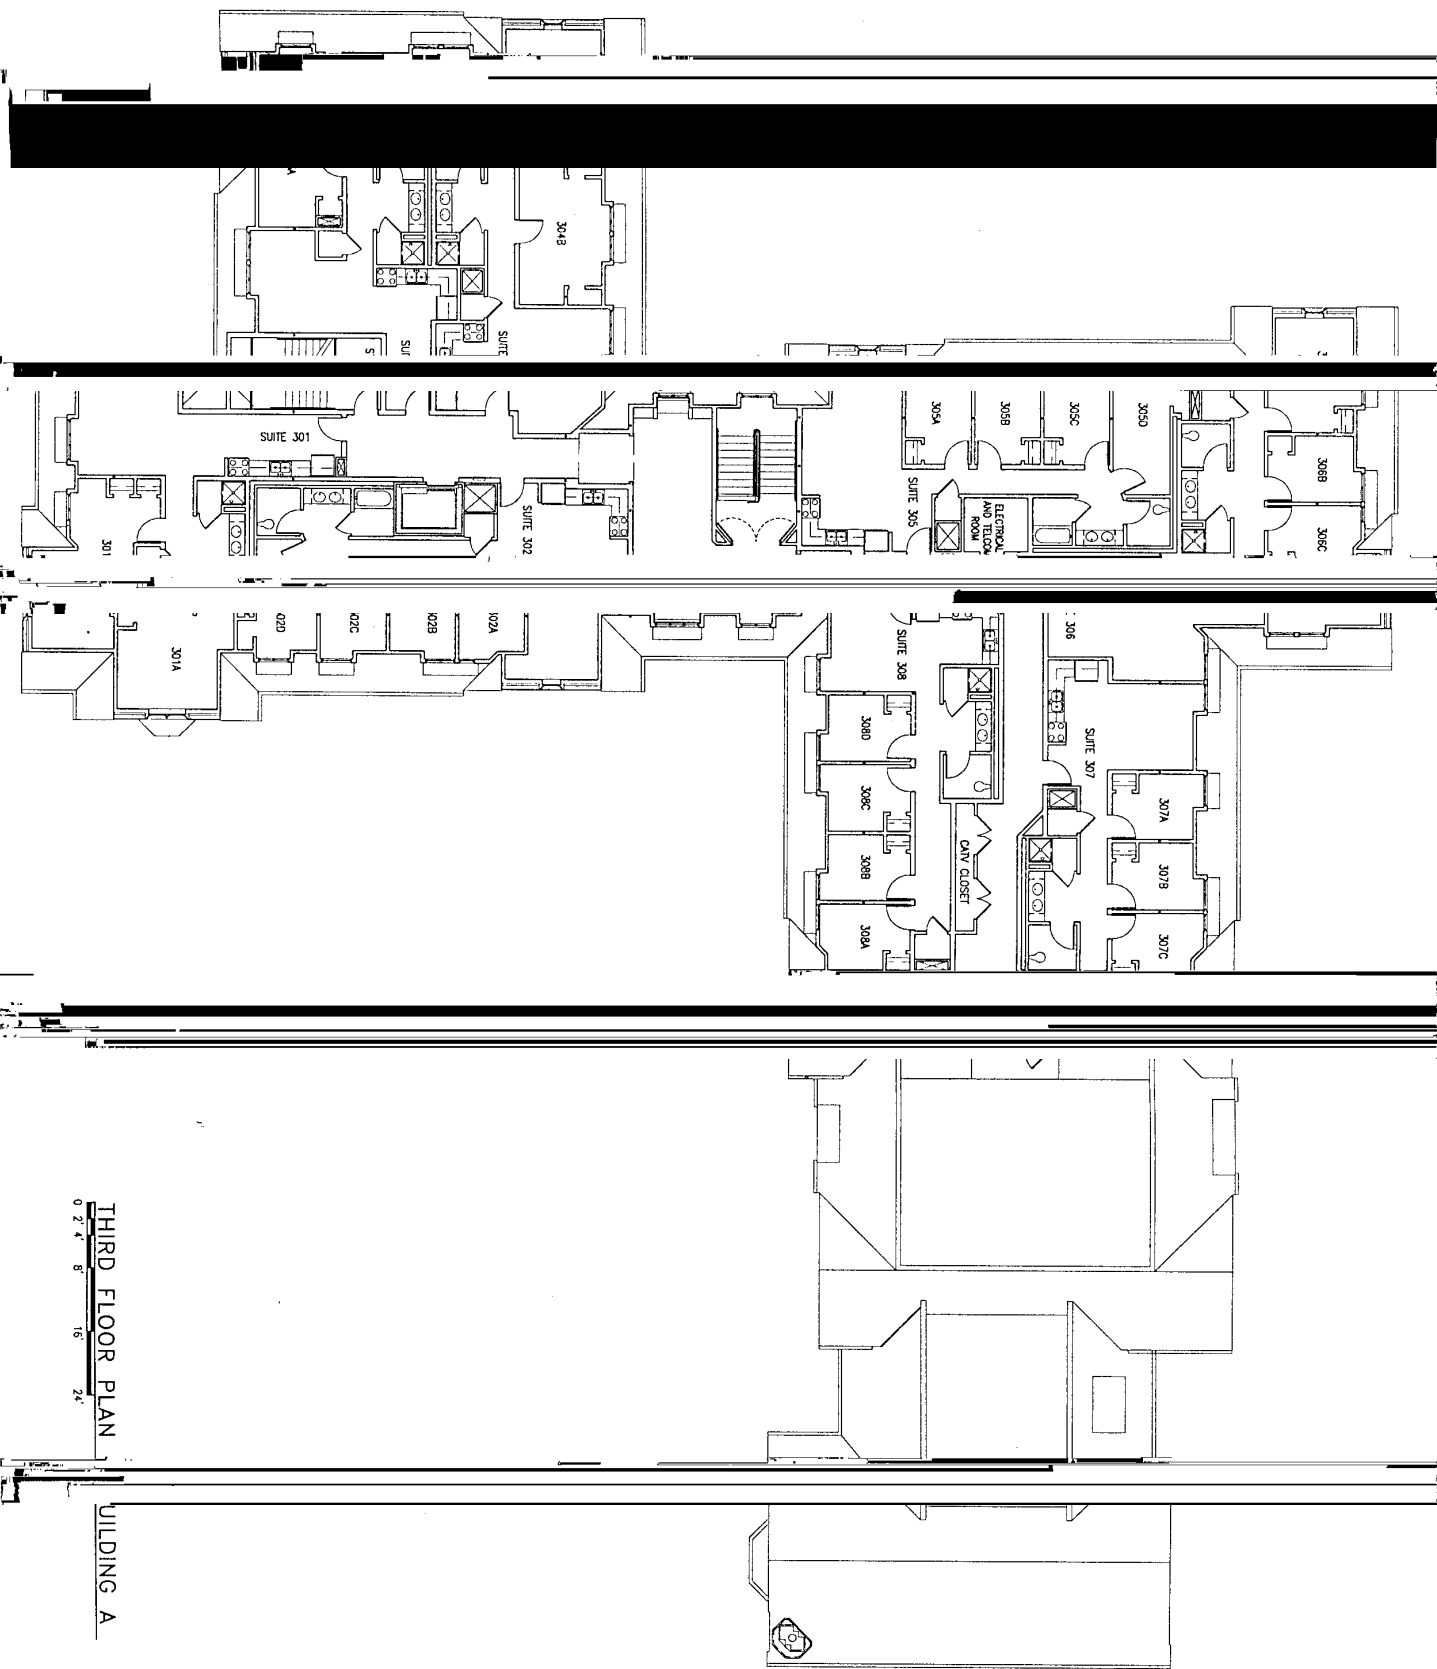 304B
SUITE
SUITE 301
301
SUITE 302
305A
305B
305C
305D
SUITE 305
ELECTRICAL
AND TELCOM
ROOM
306B
306C
301A
302D
302C
302B
302A
SUITE 308
306
308D
308C
308B
308A
SUITE 307
307A
307B
307C
CATV CLOSET
THIRD FLOOR PLAN
0 2' 4' 8' 16' 24'
UILDING A